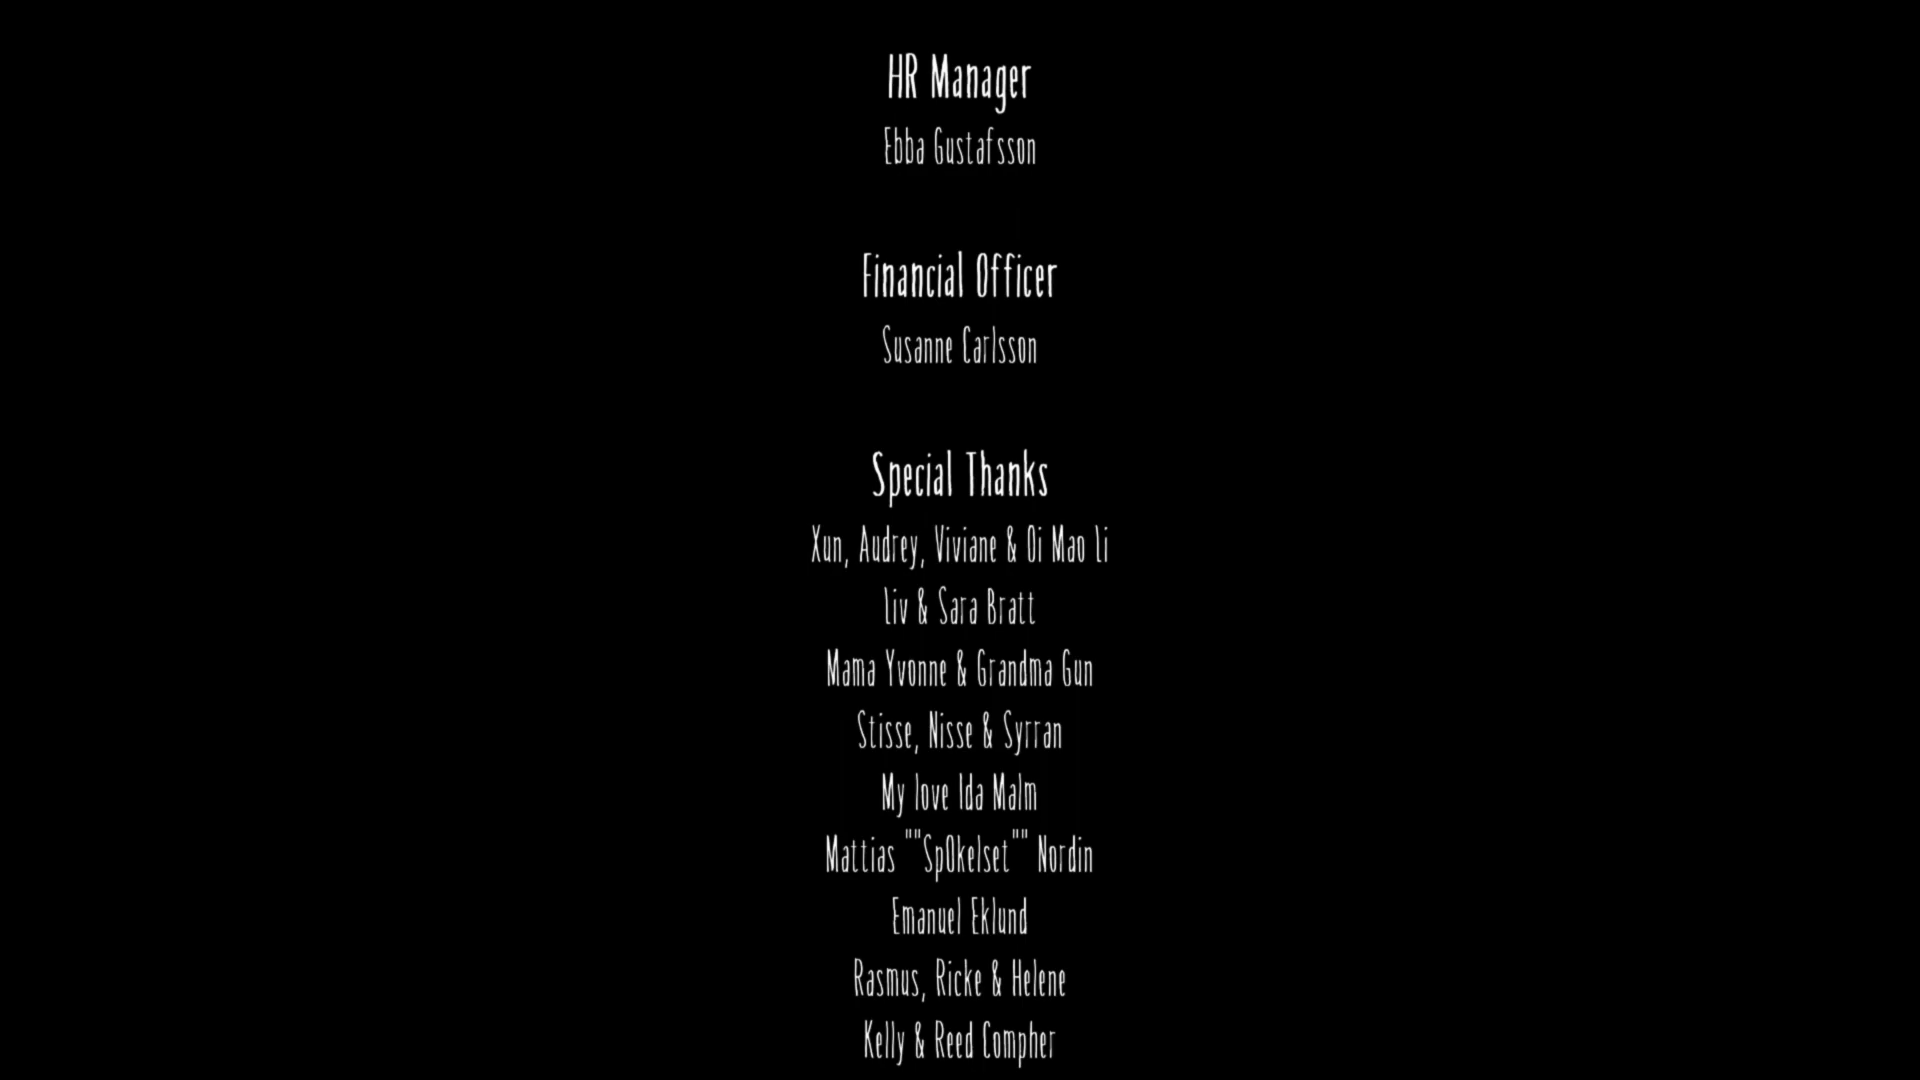 HR Manager
Ebba Gustafsson
Financial Officer
Susanne Carlsson
Special Thanks
Xun, Audrey, Viviane & Oi Mao Li
Liv & Sara Bratt
Mama Yvonne & Grandma Gun
Stisse, Nisse & Syrran
My love Ida Malm
Mattias ""Sp0kelset"" Nordin
Emanuel Eklund
Rasmus, Ricke & Helene
Kelly & Reed Compher